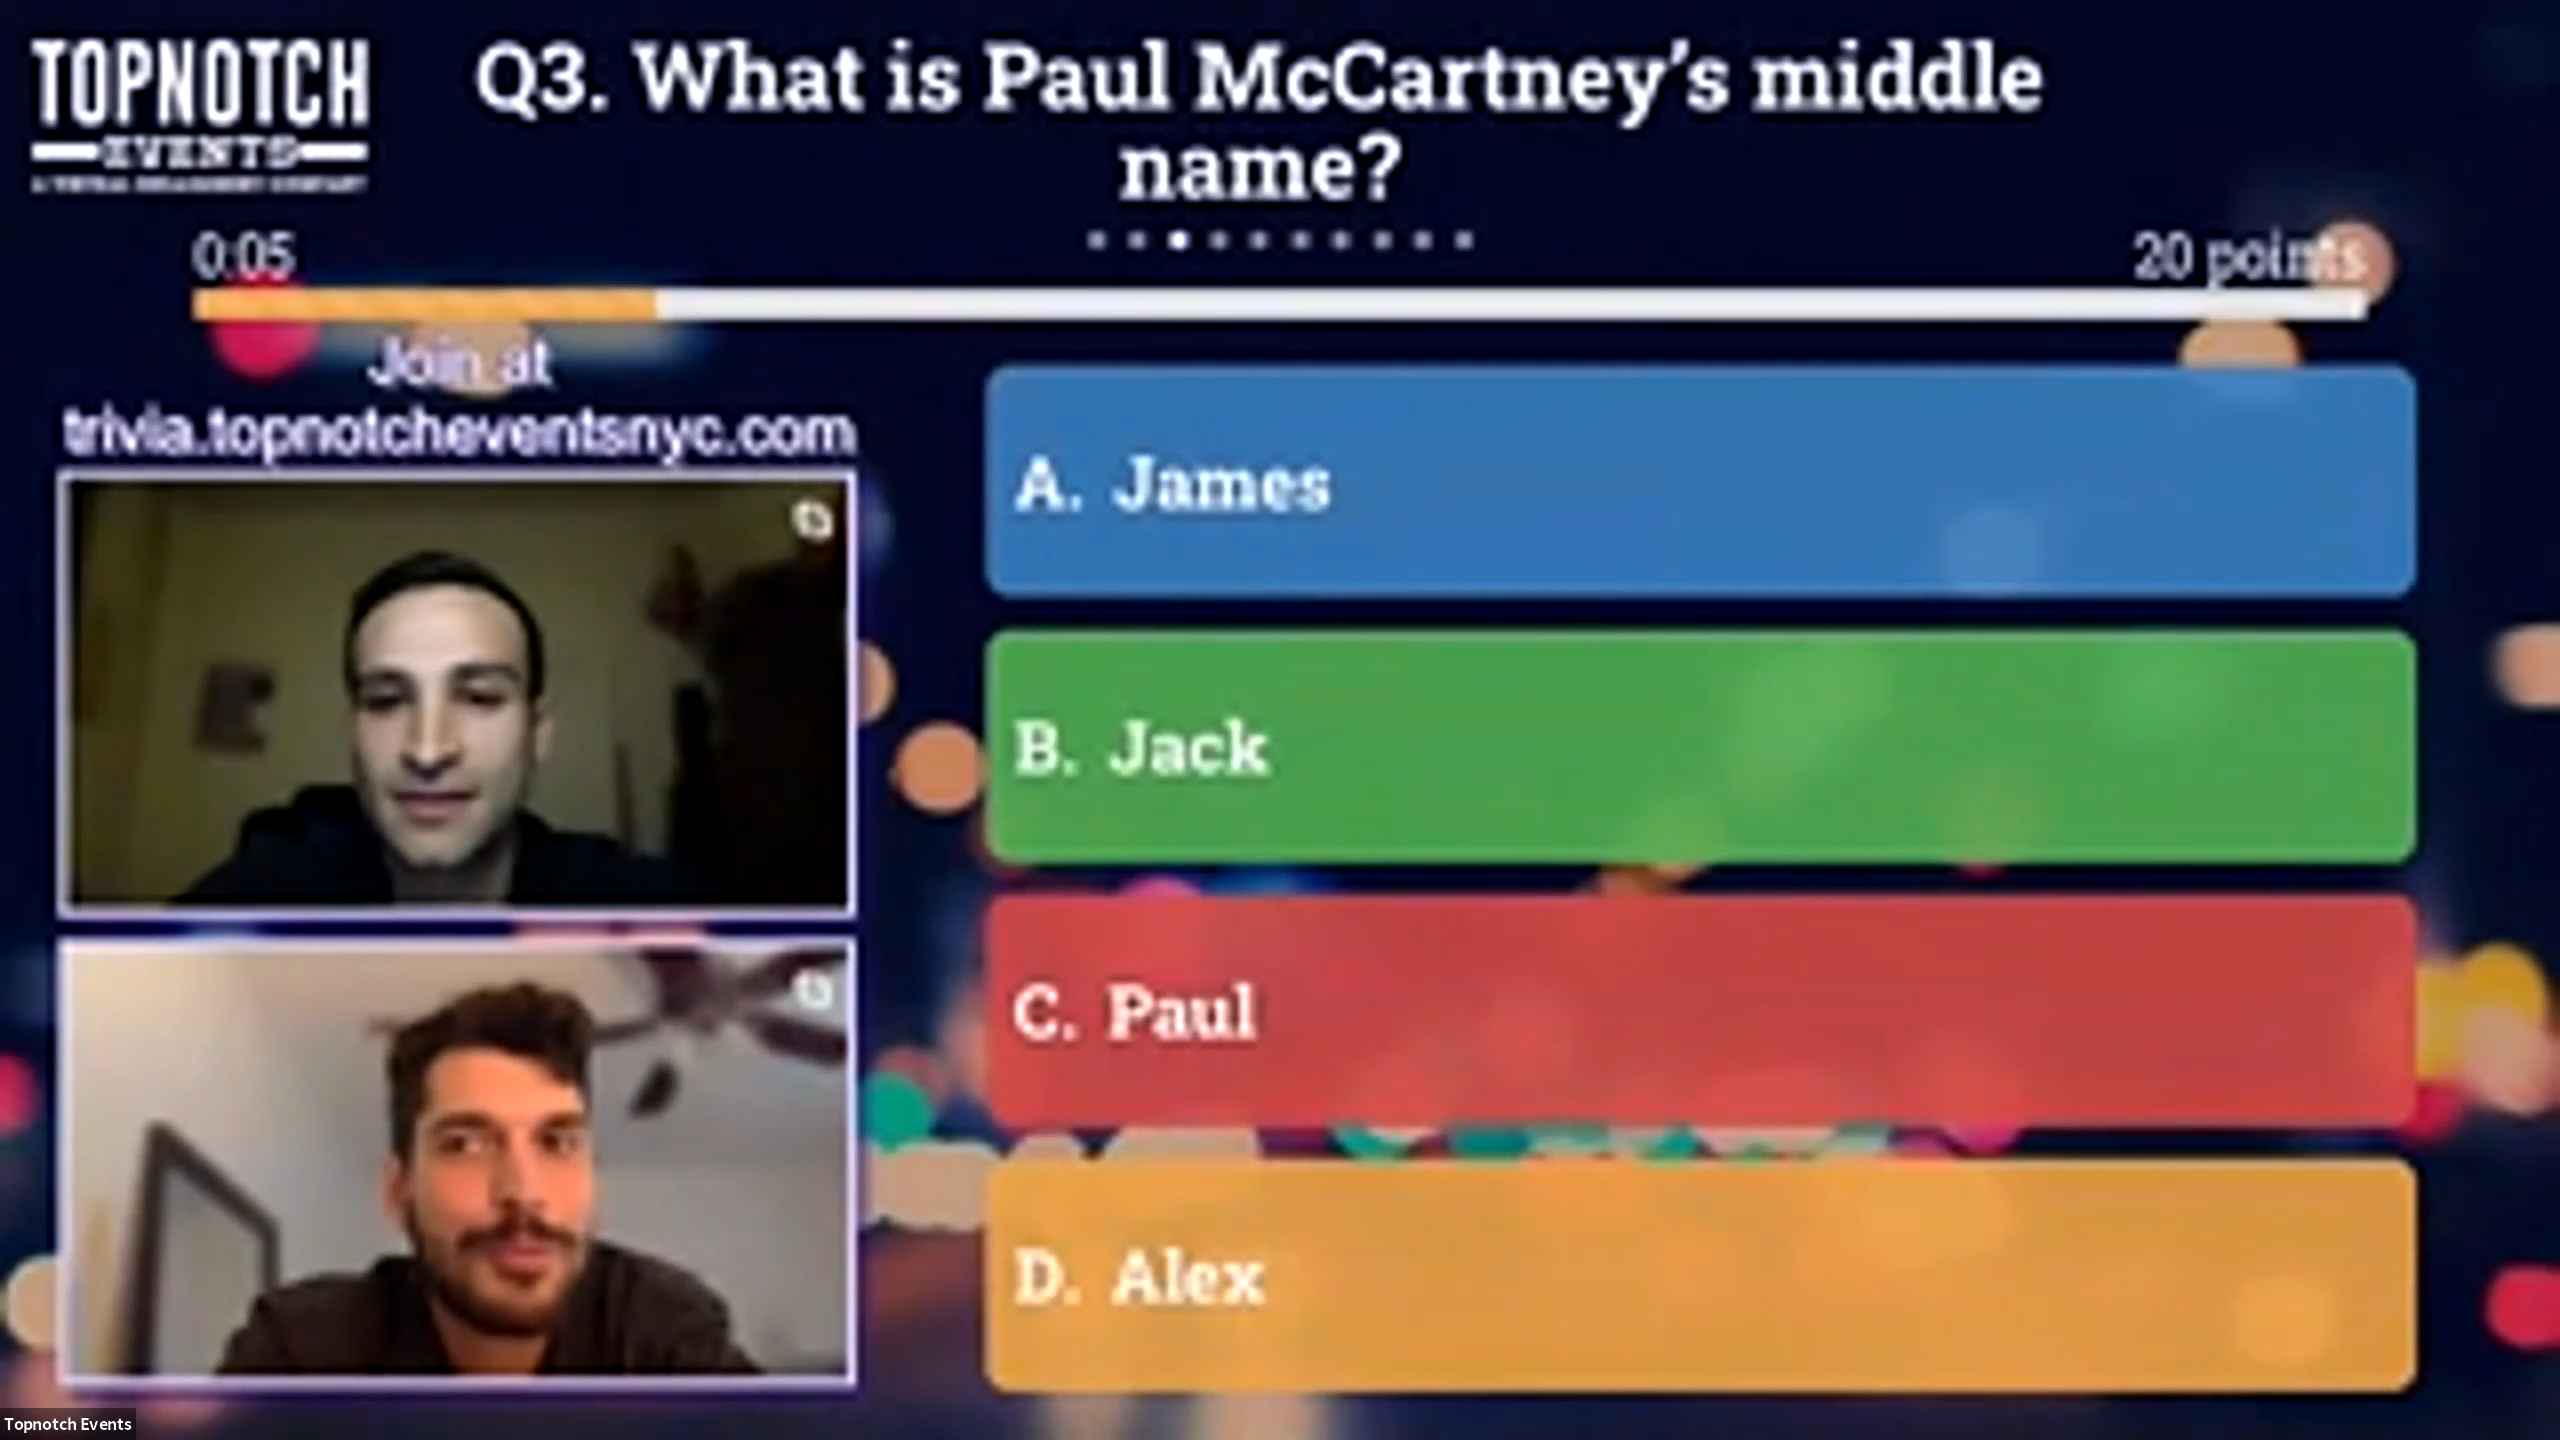 TOPNOTCH
EVENTS
Q3. What is Paul McCartney’s middle
name?
0:05
20 points
Join at
trivia.topnotcheventsnyc.com
A. James
B. Jack
C. Paul
D. Alex
Topnotch Events